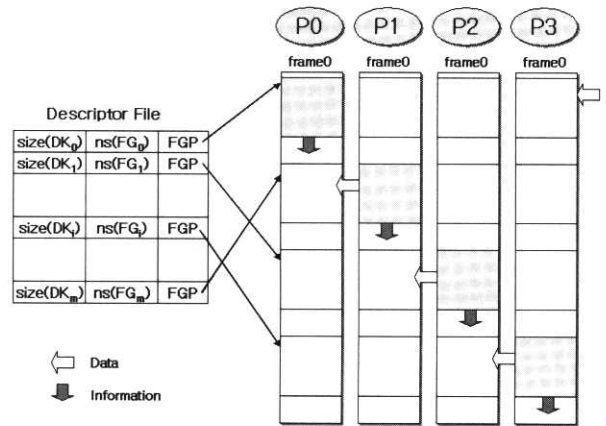 P0 P1 P2 P3
frame0 frame0 frame0 frame0
Descriptor File
size(DK₀) ns(FG₀) FGP
size(DK₁) ns(FG₁) FGP
size(DKᵢ) ns(FGᵢ) FGP
size(DKₘ) ns(FGₘ) FGP
Data
Information